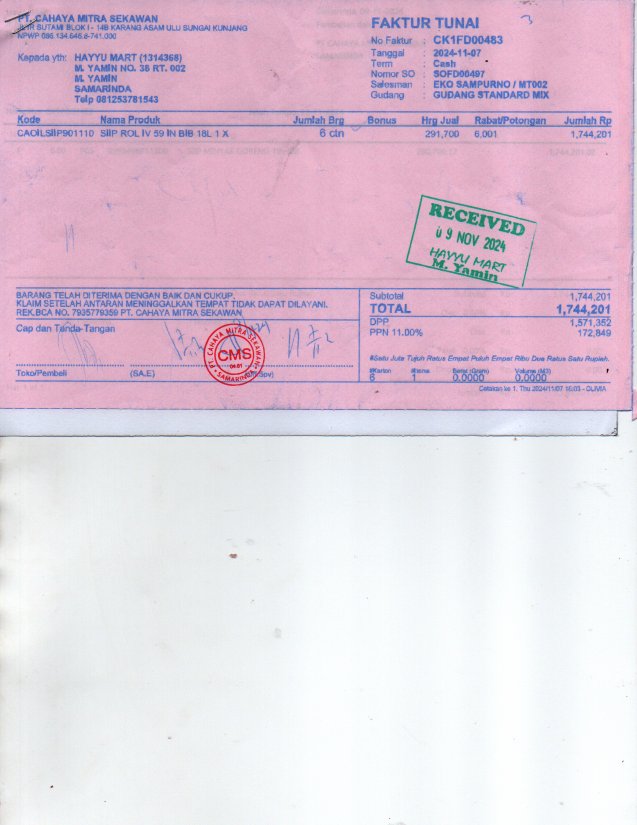 PT. CAHAYA MITRA SEKAWAN
JL. IR SUTAMI BLOK I - 14B KARANG ASAM ULU SUNGAI KUNJANG
NPWP 086.134.646.8-741.000
Kepada yth: HAYYU MART (1314368)
M. YAMIN NO. 38 RT. 002
M. YAMIN
SAMARINDA
Telp 081253781543
FAKTUR TUNAI
No Faktur : CK1FD00483
Tanggal : 2024-11-07
Term : Cash
Nomor SO : SOFD00497
Salesman : EKO SAMPURNO / MT002
Gudang : GUDANG STANDARD MIX
3
Kode Nama Produk Jumlah Brg Bonus Hrg Jual Rabat/Potongan Jumlah Rp
CAOILSIIP901110 SIIP ROL IV 59 IN BIB 18L 1 X 6 ctn 291,700 6,001 1,744,201
RECEIVED
09 NOV 2024
HAYYU MART
M. Yamin
BARANG TELAH DITERIMA DENGAN BAIK DAN CUKUP.
KLAIM SETELAH ANTARAN MENINGGALKAN TEMPAT TIDAK DAPAT DILAYANI.
REK.BCA NO. 7935779359 PT. CAHAYA MITRA SEKAWAN
Cap dan Tanda-Tangan
PT. CAHAYA MITRA SEKAWAN
CMS
SAMARINDA
Toko/Pembeli (SA.E)
Subtotal 1,744,201
TOTAL 1,744,201
DPP 1,571,352
PPN 11.00% 172,849
#Satu Juta Tujuh Ratus Empat Puluh Empat Ribu Dua Ratus Satu Rupiah.
#Karton #Items Berat (Gram) Volume (M3)
6 1 0.0000 0.0000
Cetakan ke 1. Thu 2024/11/07 16:03 - OLIVIA